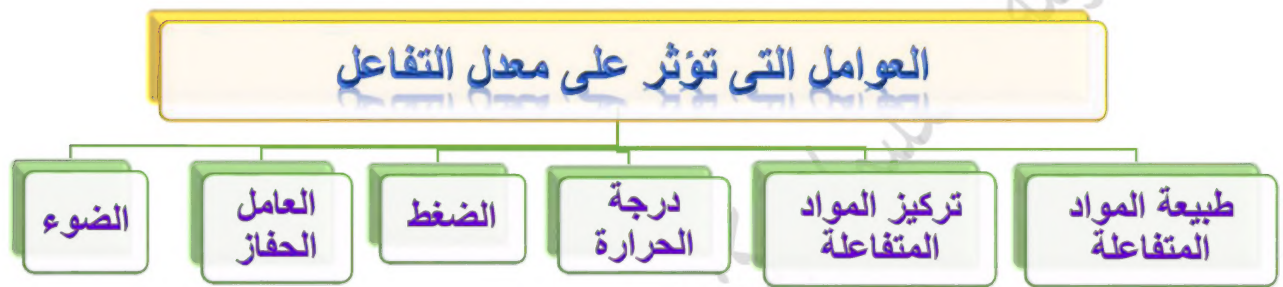 العوامل التى تؤثر على معدل التفاعل
طبيعة المواد
المتفاعلة
تركيز المواد
المتفاعلة
درجة
الحرارة
الضغط
العامل
الحفاز
الضوء